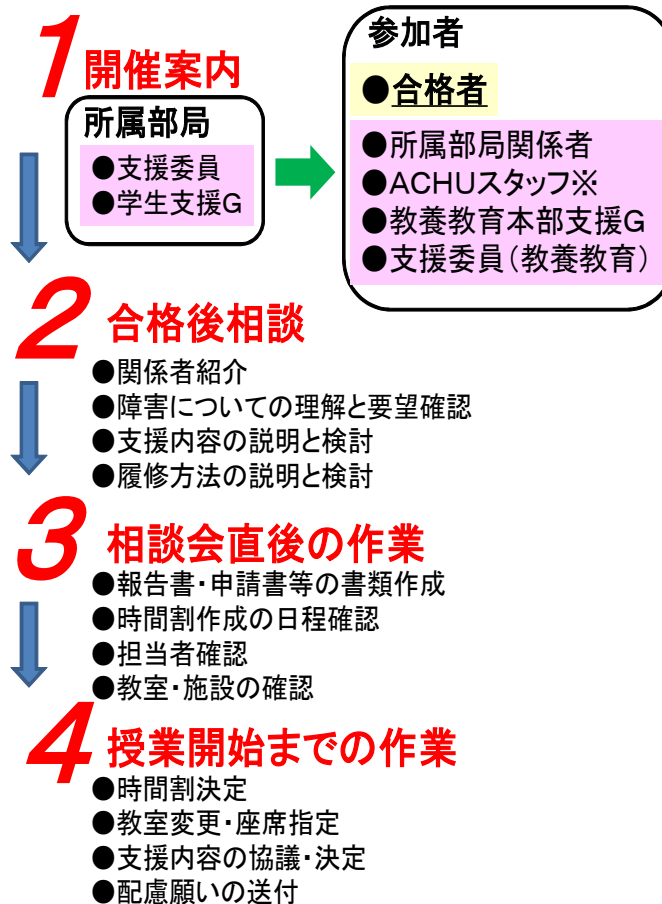 1 開催案内
所属部局
●支援委員
●学生支援G
参加者
●合格者
●所属部局関係者
●ACHUスタッフ※
●教養教育本部支援G
●支援委員(教養教育)
2 合格後相談
●関係者紹介
●障害についての理解と要望確認
●支援内容の説明と検討
●履修方法の説明と検討
3 相談会直後の作業
●報告書・申請書等の書類作成
●時間割作成の日程確認
●担当者確認
●教室・施設の確認
4 授業開始までの作業
●時間割決定
●教室変更・座席指定
●支援内容の協議・決定
●配慮願いの送付